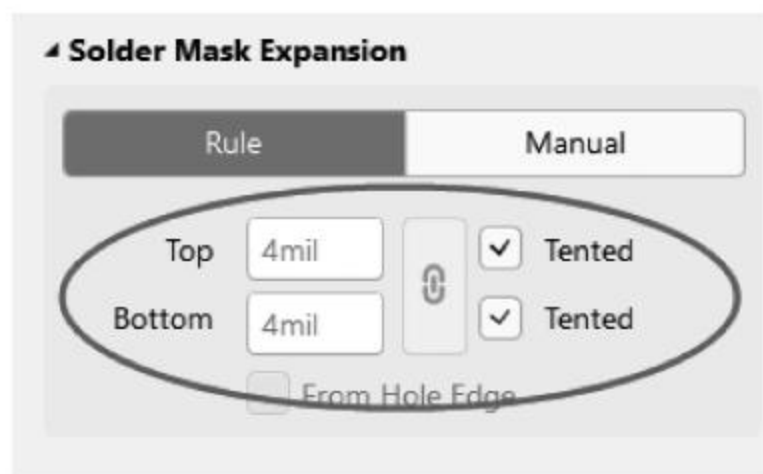 Solder Mask Expansion
Rule Manual
Top 4mil Tented
Bottom 4mil Tented
From Hole Edge